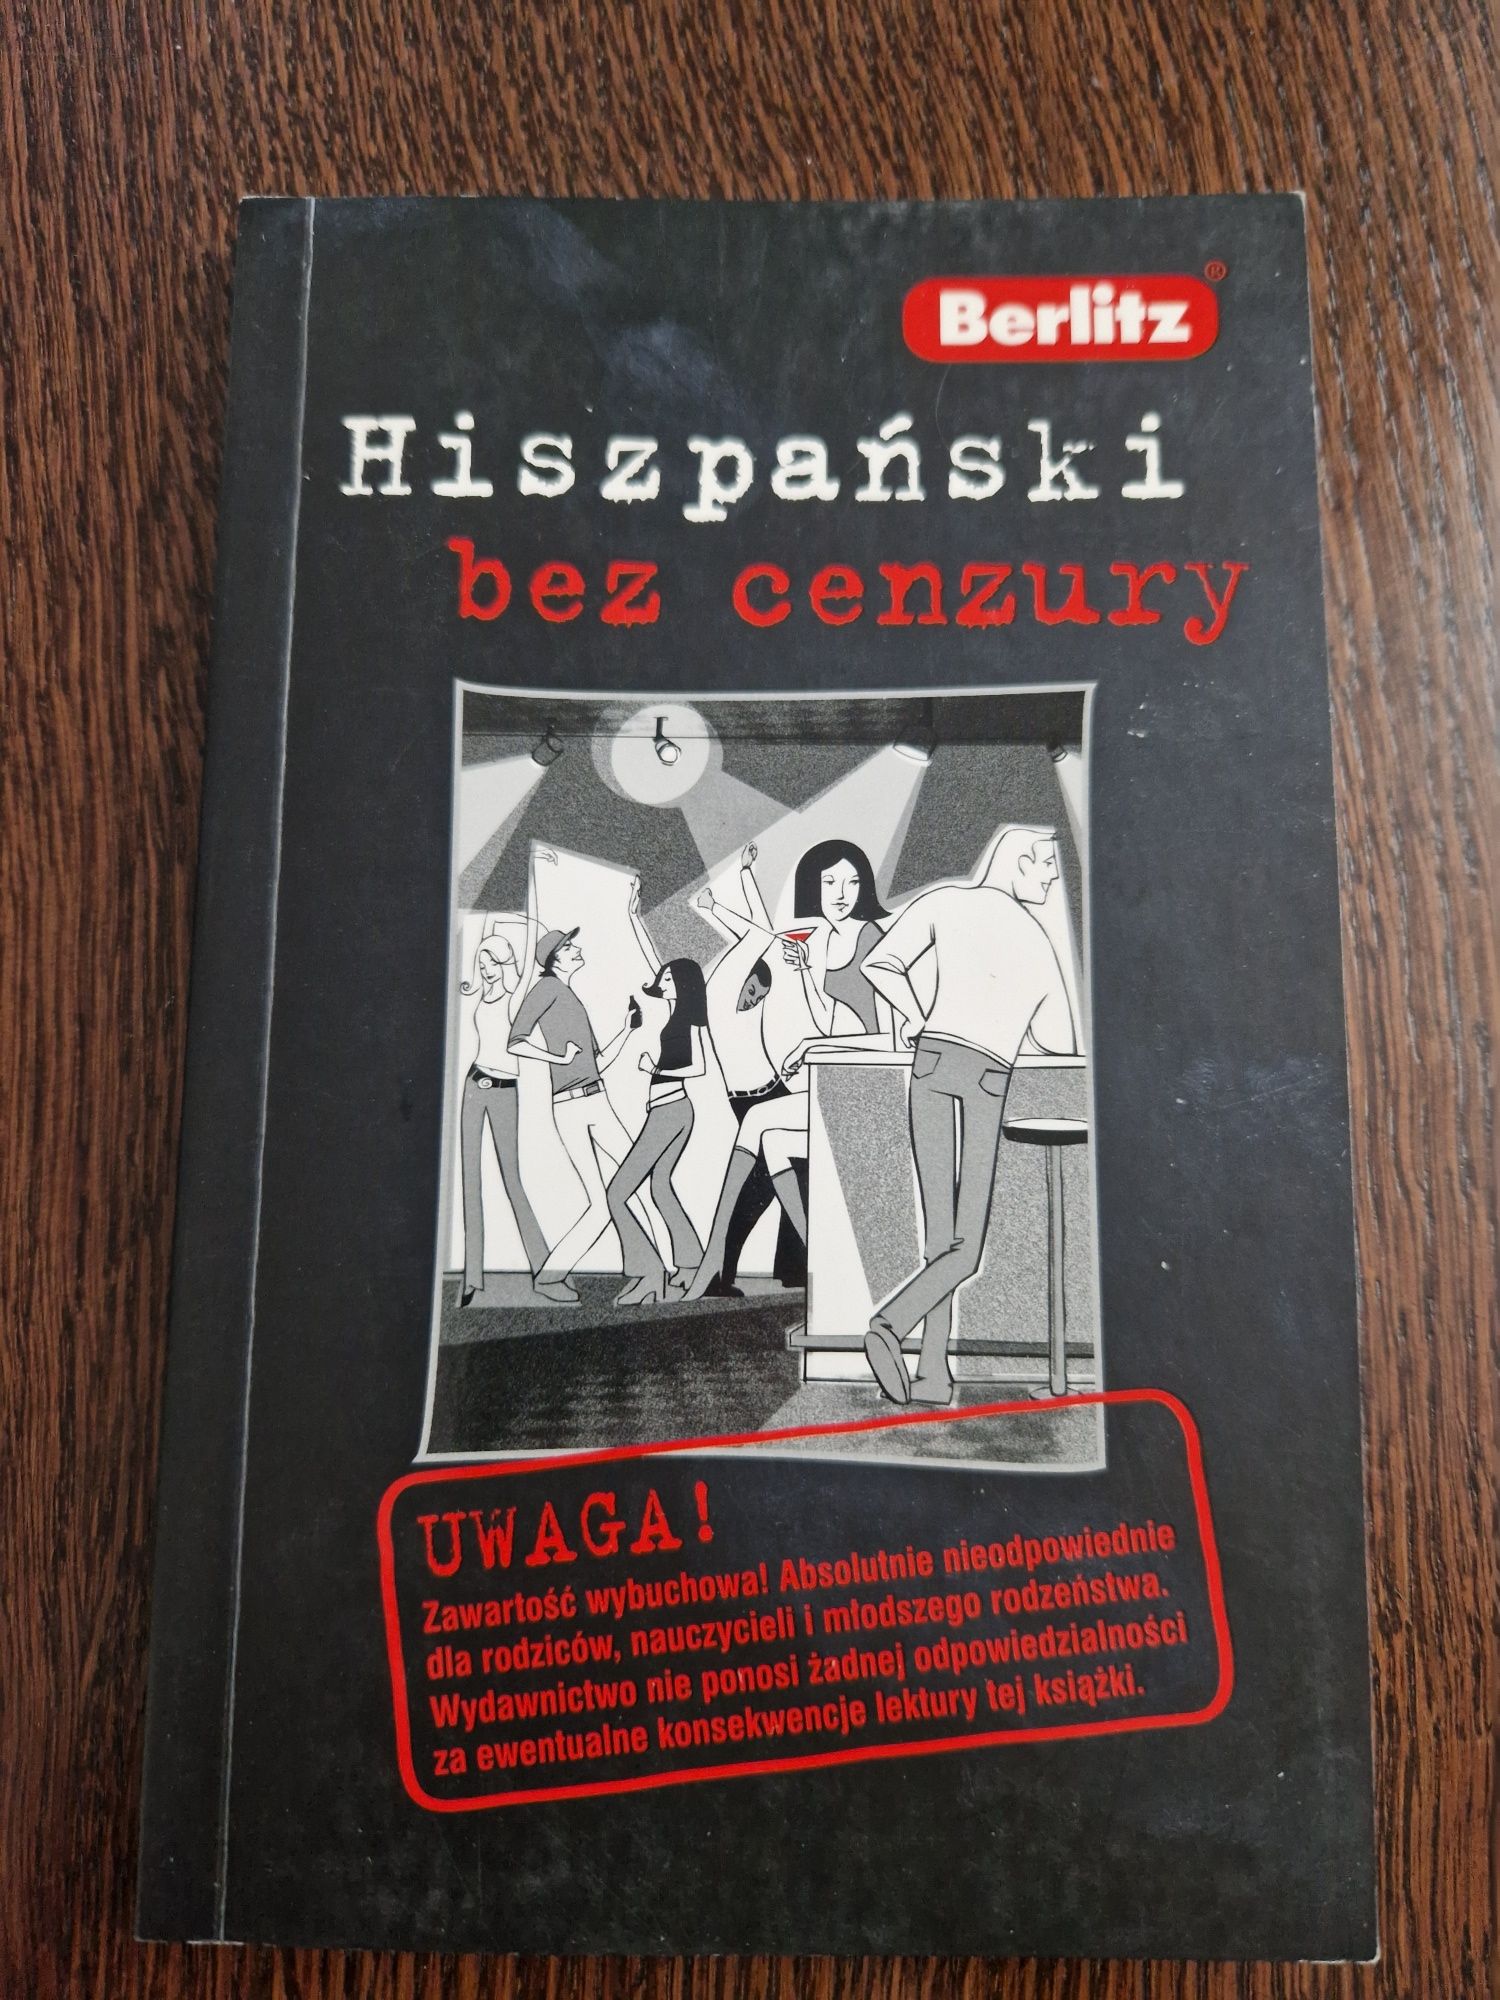 Berlitz®
Hiszpański
bez cenzury
UWAGA!
Zawartość wybuchowa! Absolutnie nieodpowiednie
dla rodziców, nauczycieli i młodszego rodzeństwa.
Wydawnictwo nie ponosi żadnej odpowiedzialności
za ewentualne konsekwencje lektury tej książki.